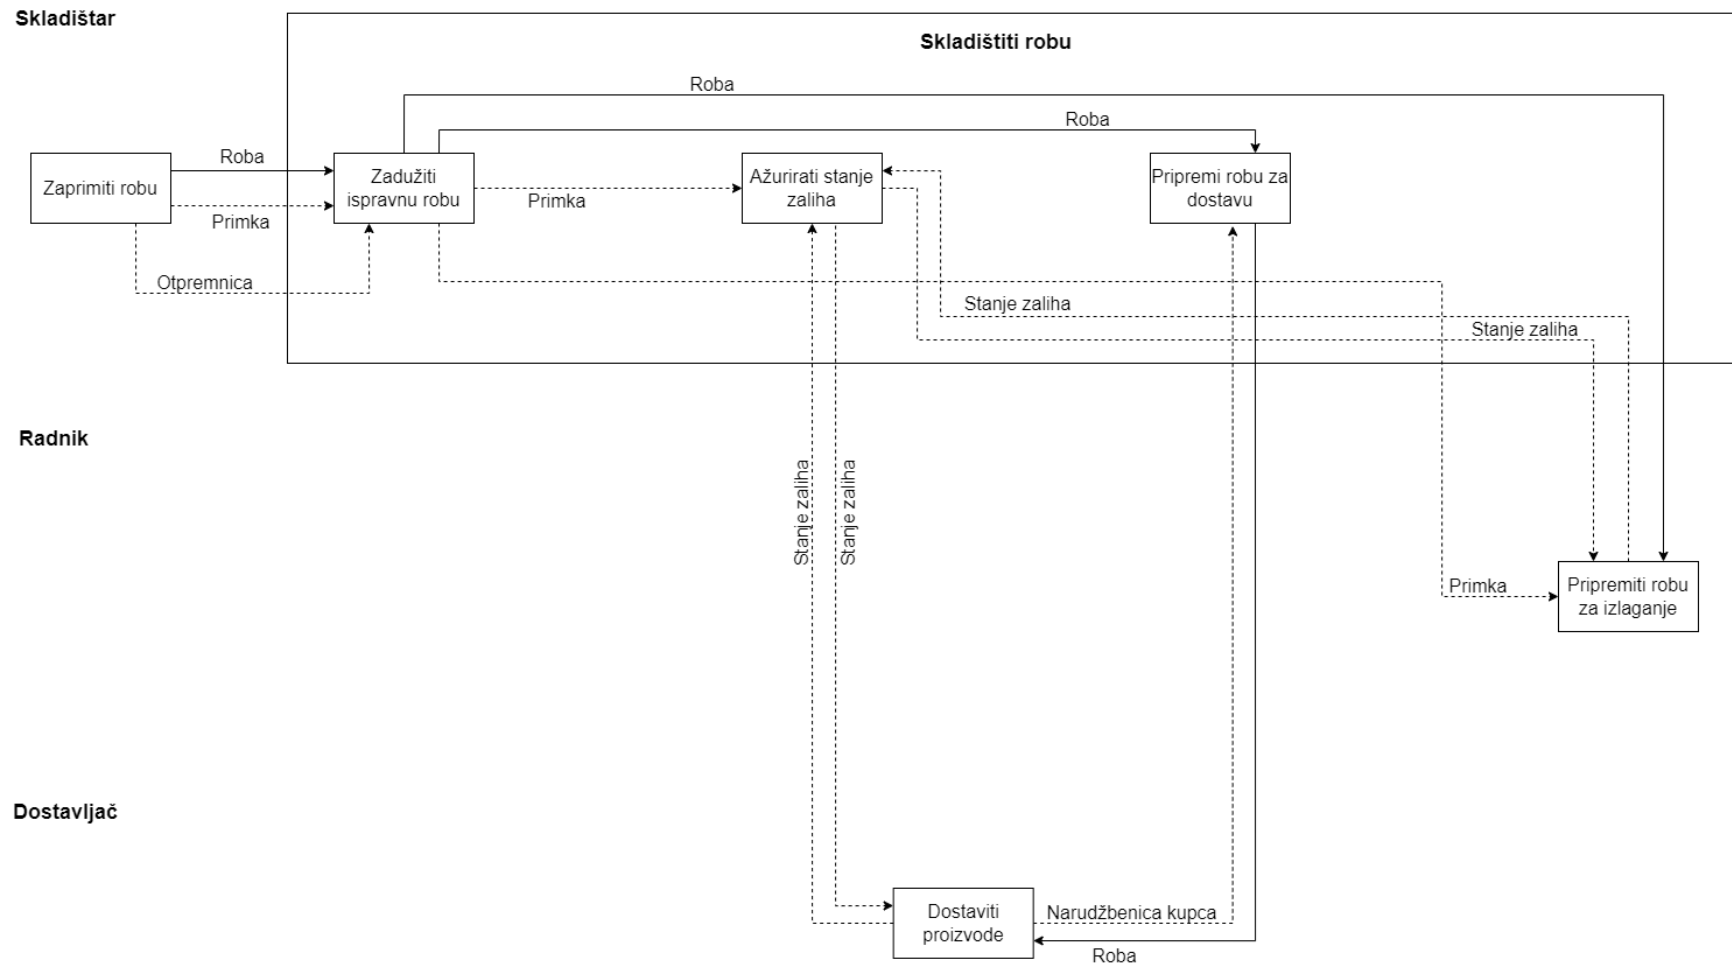 Skladištar
Skladištiti robu
Roba
Roba
Roba
Zaprimiti robu
Zadužiti
ispravnu robu
Ažurirati stanje
zaliha
Pripremi robu za
dostavu
Primka
Primka
Otpremnica
Stanje zaliha
Stanje zaliha
Radnik
Stanje zaliha
Stanje zaliha
Primka
Pripremiti robu
za izlaganje
Dostavljač
Dostaviti
proizvode
Narudžbenica kupca
Roba